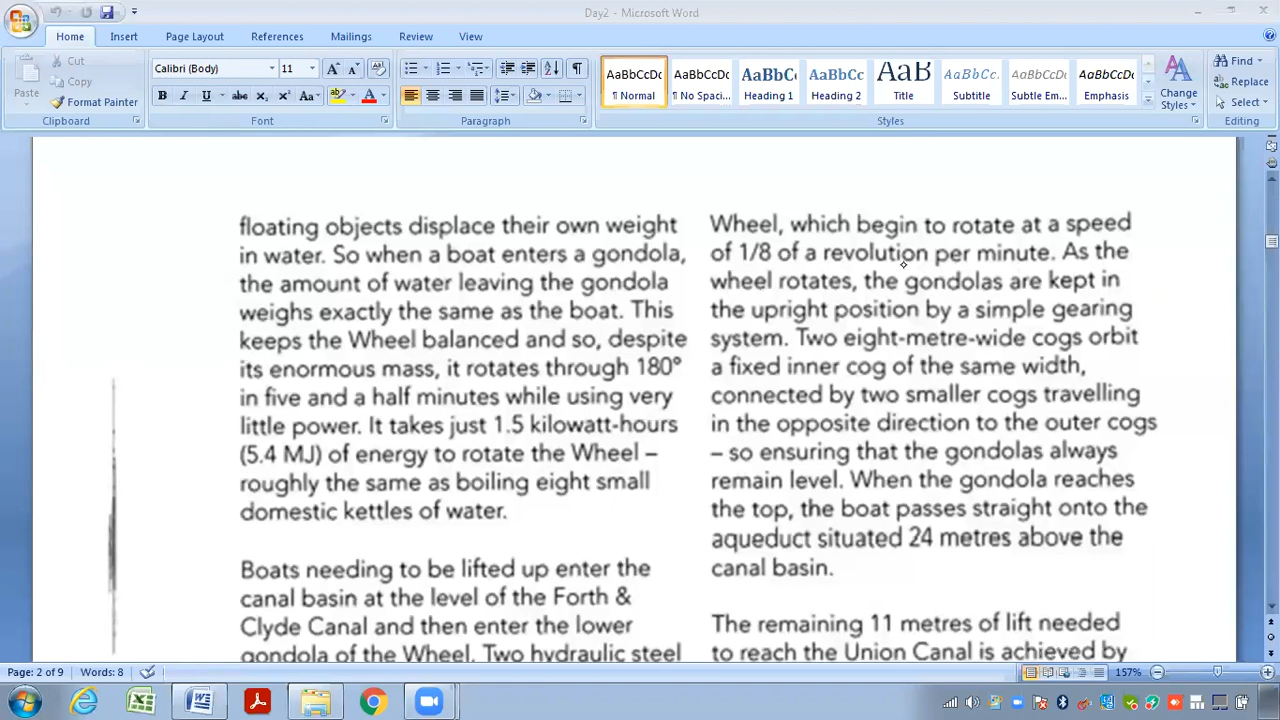 Day2 - Microsoft Word
Home Insert Page Layout References Mailings Review View
Paste
Cut
Copy
Format Painter
Clipboard
Calibri (Body) 11
Font
Paragraph
AaBbCcDc AaBbCcDc AaBbC AaBbCc AaB AaBbCc. AaBbCcDc AaBbCcDc
¶ Normal ¶ No Spaci... Heading 1 Heading 2 Title Subtitle Subtle Em... Emphasis
Styles
Change
Styles
Find
Replace
Select
Editing
floating objects displace their own weight
in water. So when a boat enters a gondola,
the amount of water leaving the gondola
weighs exactly the same as the boat. This
keeps the Wheel balanced and so, despite
its enormous mass, it rotates through 180°
in five and a half minutes while using very
little power. It takes just 1.5 kilowatt-hours
(5.4 MJ) of energy to rotate the Wheel –
roughly the same as boiling eight small
domestic kettles of water.
Boats needing to be lifted up enter the
canal basin at the level of the Forth &
Clyde Canal and then enter the lower
gondola of the Wheel. Two hydraulic steel
Wheel, which begin to rotate at a speed
of 1/8 of a revolution per minute. As the
wheel rotates, the gondolas are kept in
the upright position by a simple gearing
system. Two eight-metre-wide cogs orbit
a fixed inner cog of the same width,
connected by two smaller cogs travelling
in the opposite direction to the outer cogs
– so ensuring that the gondolas always
remain level. When the gondola reaches
the top, the boat passes straight onto the
aqueduct situated 24 metres above the
canal basin.
The remaining 11 metres of lift needed
to reach the Union Canal is achieved by
Page: 2 of 9 Words: 8 157%